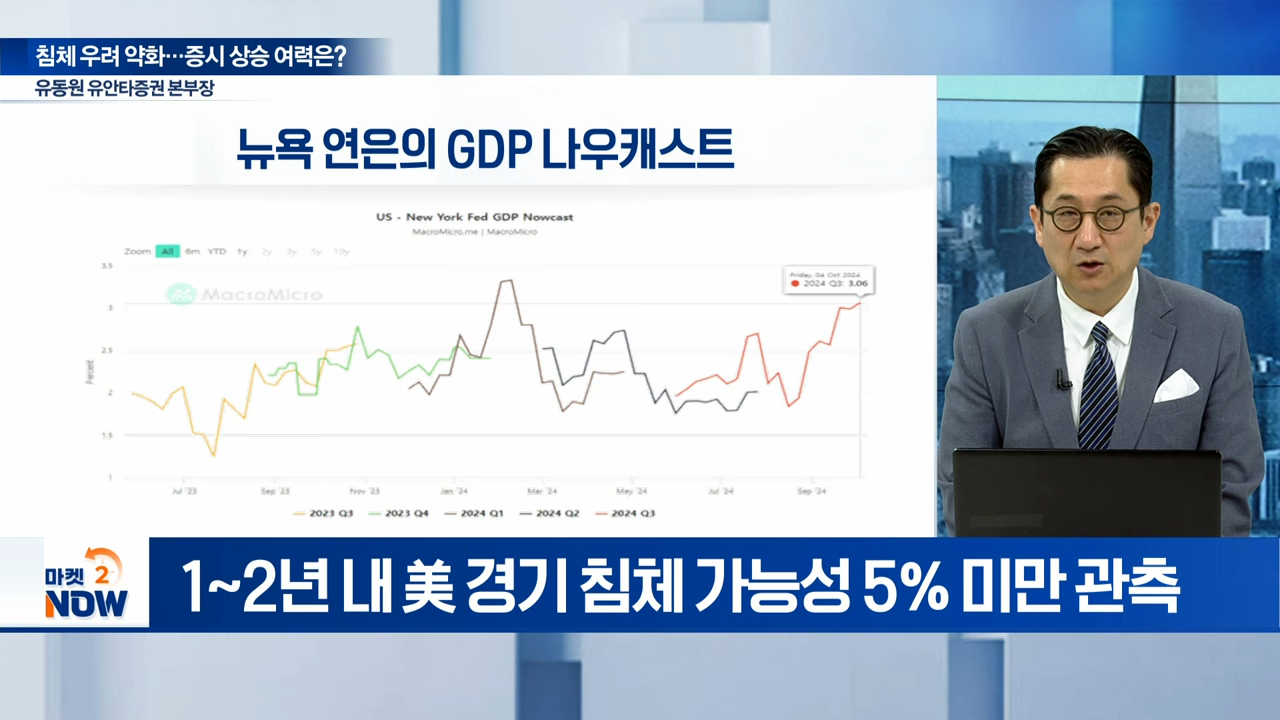 침체 우려 약화…증시 상승 여력은?
유동원 유안타증권 본부장
뉴욕 연은의 GDP 나우캐스트
US - New York Fed GDP Nowcast
MacroMicro.me | MacroMicro
Zoom All 6m YTD 1y 2y 3y 5y 10y
MacroMicro
Friday, 04 Oct 2024
2024 Q3: 3.06
Percent
3.5
3
2.5
2
1.5
1
Jul '23 Sep '23 Nov '23 Jan '24 Mar '24 May '24 Jul '24 Sep '24
2023 Q3 2023 Q4 2024 Q1 2024 Q2 2024 Q3
마켓 2
NOW
1~2년 내 美 경기 침체 가능성 5% 미만 관측